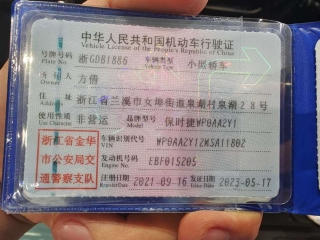 中华人民共和国机动车行驶证
Vehicle License of the People's Republic of China
号牌号码 浙GDB1886 车辆类型 小型轿车
Plate No. Vehicle Type
所有人 方倩
Owner
住址 浙江省兰溪市女埠街道泉湖村泉湖28号
Address
使用性质 非营运 品牌型号 保时捷WP0AA2Y1
Use Character Model
浙江省金华市公安局交通警察支队
车辆识别代号 WP0AA2Y12MSA11802
VIN
发动机号码 EBF015205
Engine No.
注册日期 2021-09-16 发证日期 2023-05-17
Register Date Issue Date